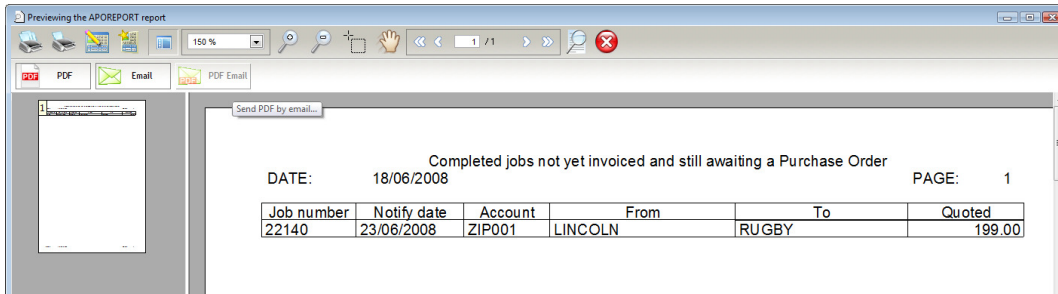 Previewing the APOREPORT report
150 % 1 / 1
PDF PDF Email PDF Email
Send PDF by email...
1
Completed jobs not yet invoiced and still awaiting a Purchase Order
DATE: 18/06/2008 PAGE: 1
Job number Notify date Account From To Quoted
22140 23/06/2008 ZIP001 LINCOLN RUGBY 199.00